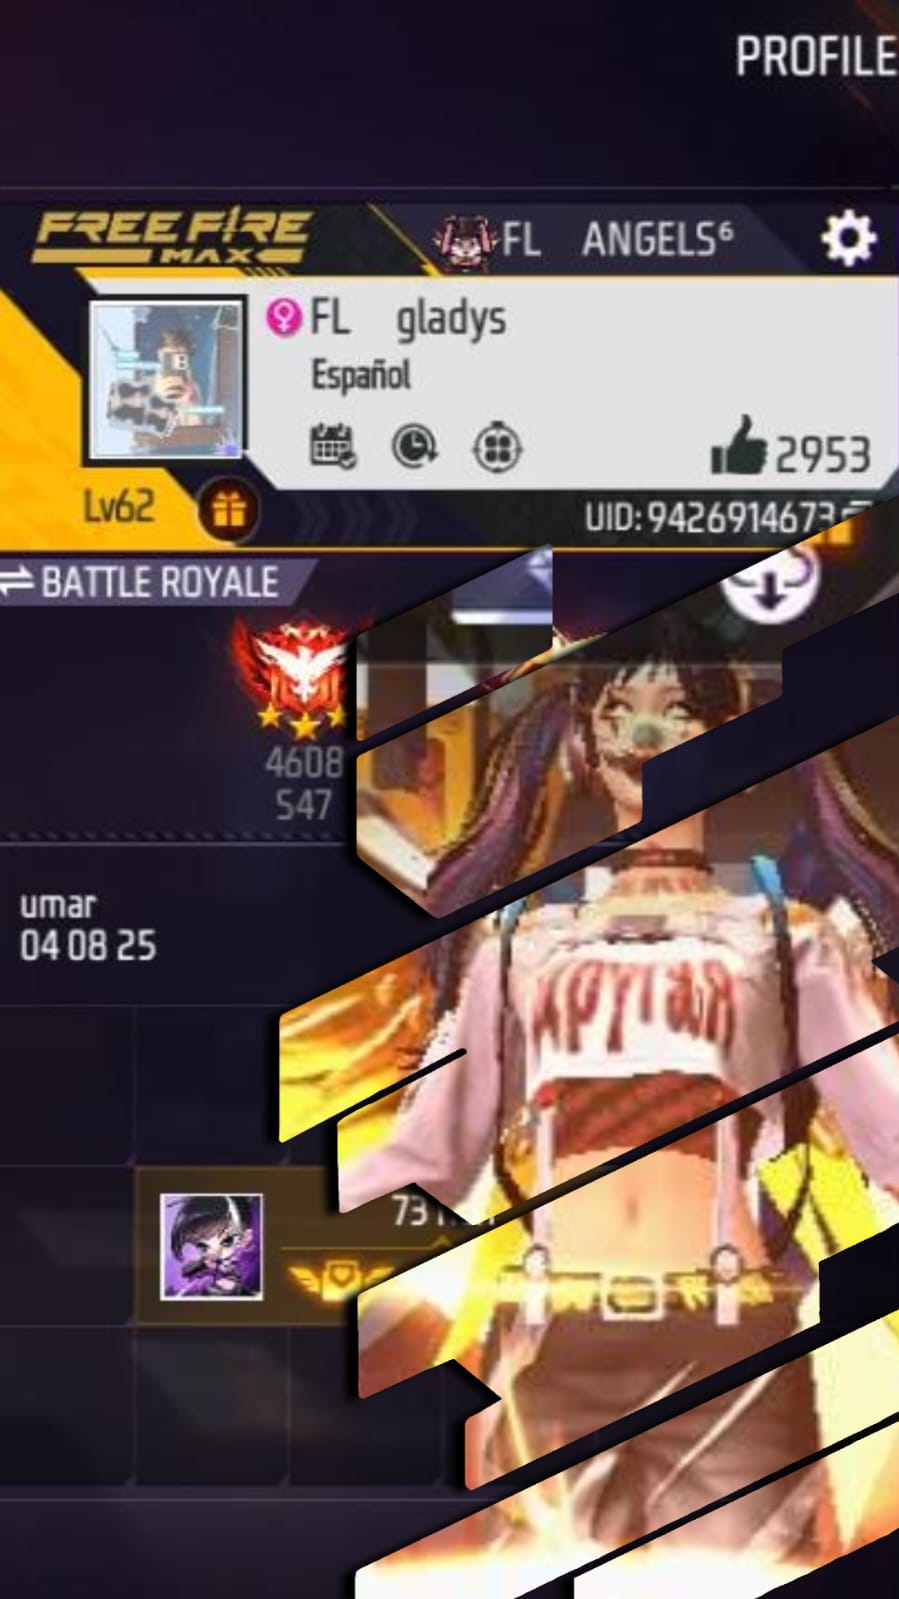 PROFILE
FREE FIRE
MAX
FL ANGELS⁶
FL gladys
Español
2953
Lv62
UID: 9426914673
BATTLE ROYALE
4608
547
umar
04 08 25